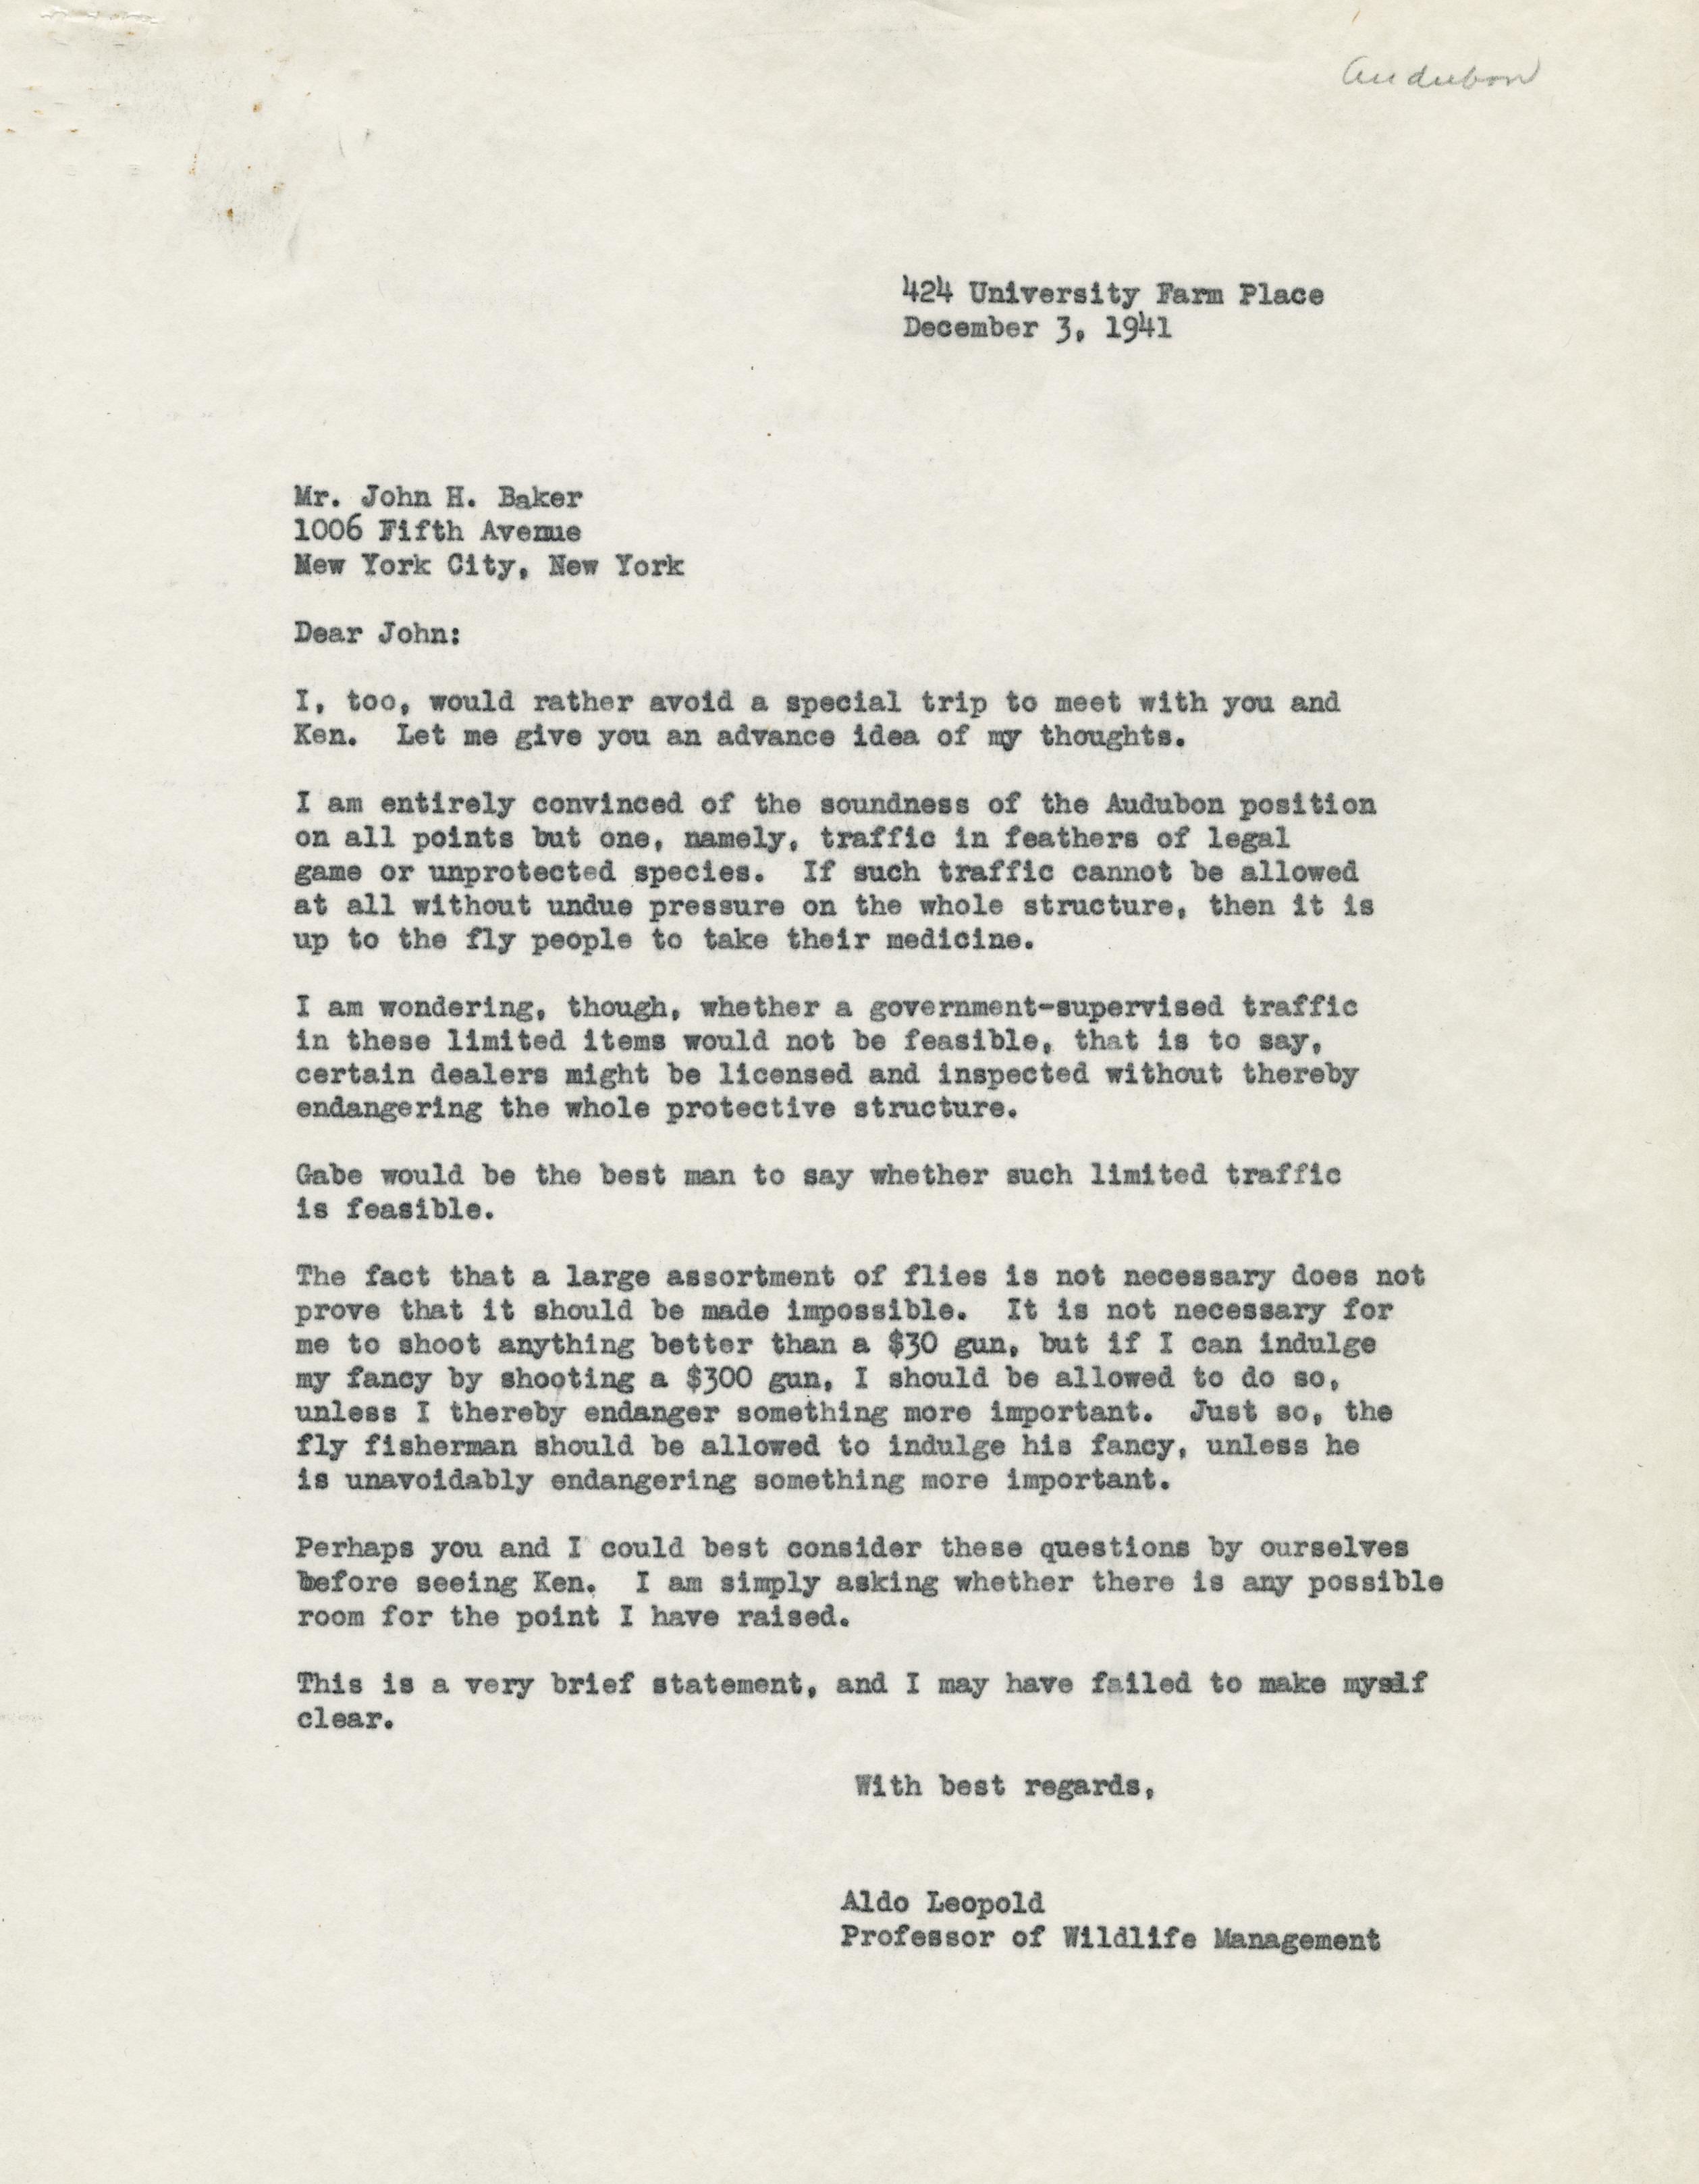 Audubon
424 University Farm Place
December 3, 1941
Mr. John H. Baker
1006 Fifth Avenue
New York City, New York
Dear John:
I, too, would rather avoid a special trip to meet with you and
Ken.  Let me give you an advance idea of my thoughts.
I am entirely convinced of the soundness of the Audubon position
on all points but one, namely, traffic in feathers of legal
game or unprotected species.  If such traffic cannot be allowed
at all without undue pressure on the whole structure, then it is
up to the fly people to take their medicine.
I am wondering, though, whether a government-supervised traffic
in these limited items would not be feasible, that is to say,
certain dealers might be licensed and inspected without thereby
endangering the whole protective structure.
Gabe would be the best man to say whether such limited traffic
is feasible.
The fact that a large assortment of flies is not necessary does not
prove that it should be made impossible.  It is not necessary for
me to shoot anything better than a $30 gun, but if I can indulge
my fancy by shooting a $300 gun, I should be allowed to do so,
unless I thereby endanger something more important.  Just so, the
fly fisherman should be allowed to indulge his fancy, unless he
is unavoidably endangering something more important.
Perhaps you and I could best consider these questions by ourselves
before seeing Ken.  I am simply asking whether there is any possible
room for the point I have raised.
This is a very brief statement, and I may have failed to make myself
clear.
With best regards,
Aldo Leopold
Professor of Wildlife Management